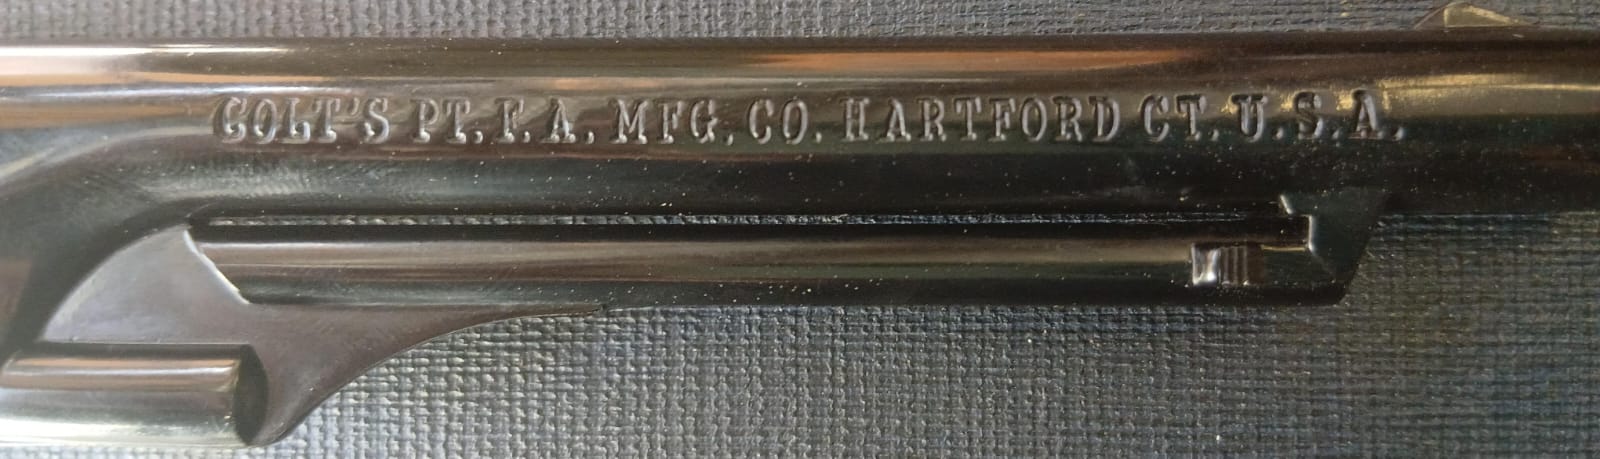 COLT'S PT. F. A. MFG. CO. HARTFORD CT. U.S.A.